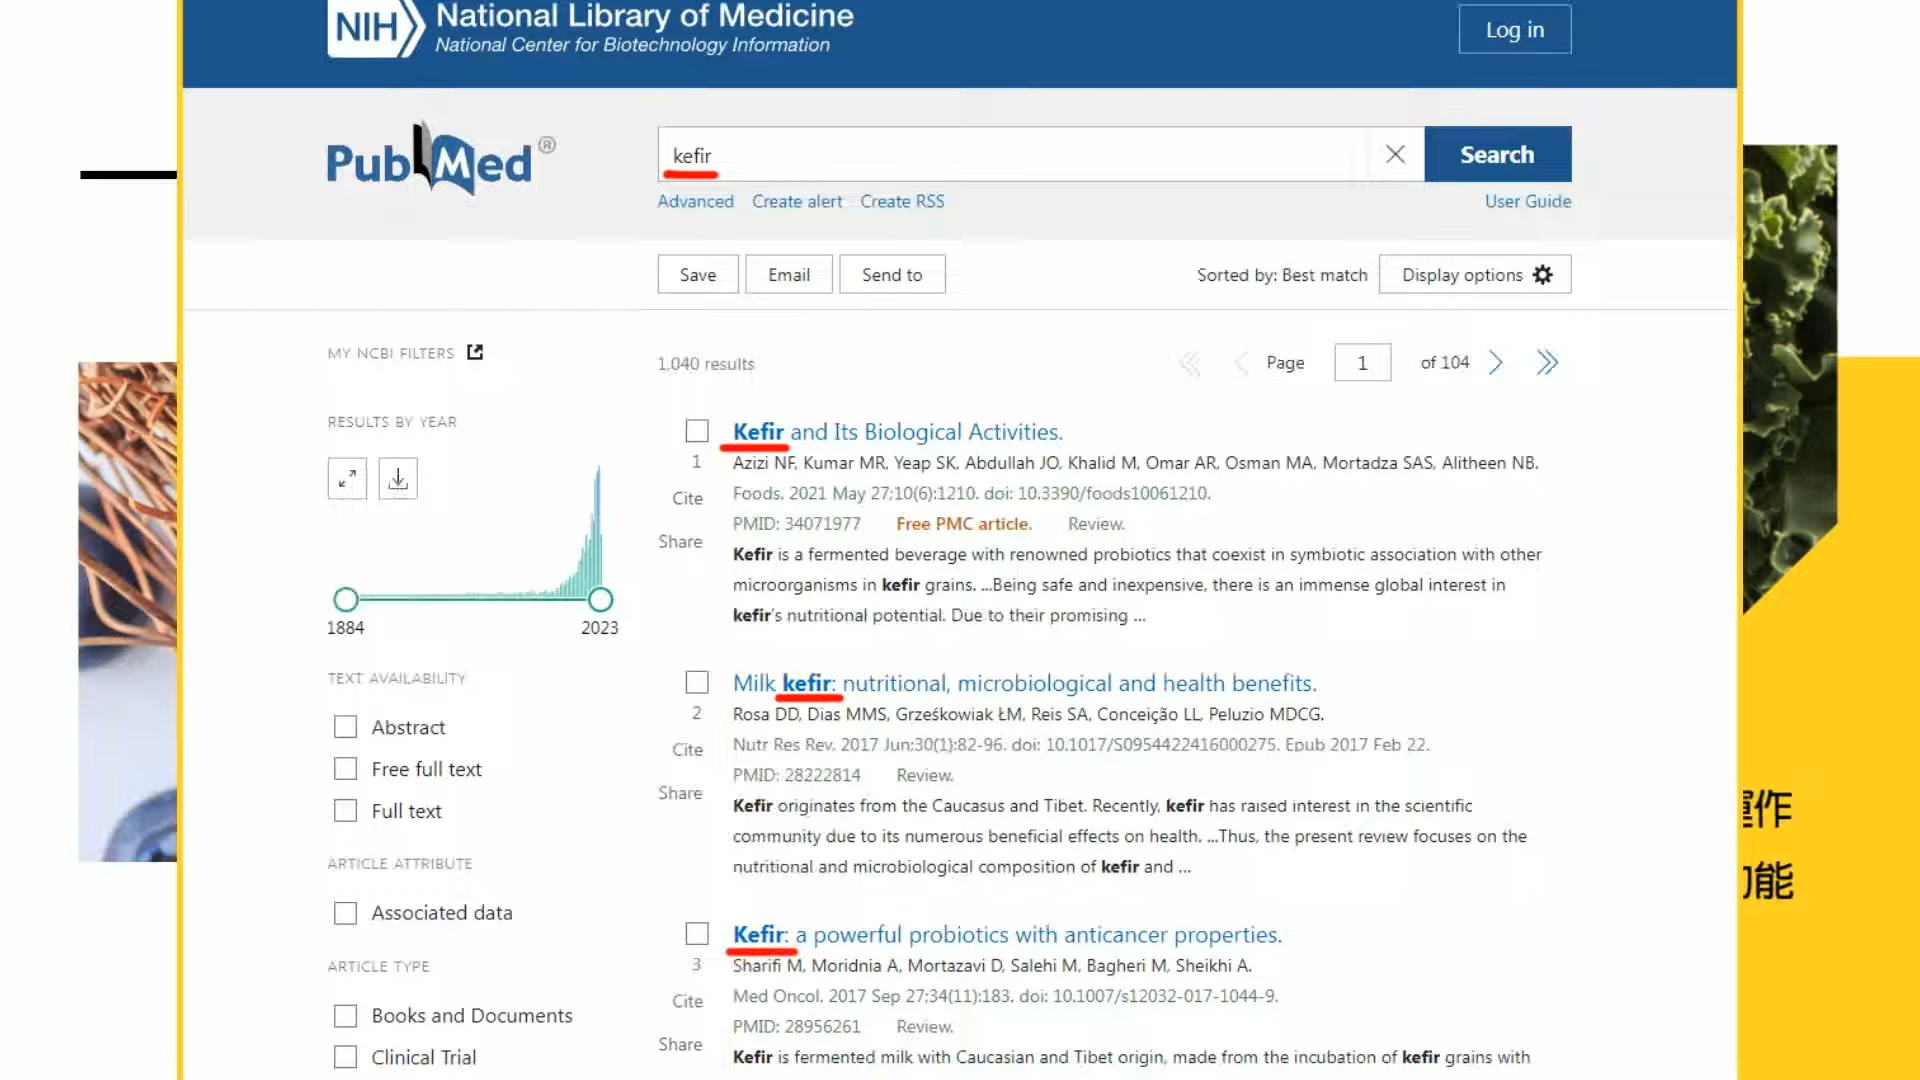 NIH National Library of Medicine
National Center for Biotechnology Information
Log in
PubMed®
kefir
Search
Advanced Create alert Create RSS
User Guide
Save Email Send to
Sorted by: Best match Display options
MY NCBI FILTERS
1,040 results
Page 1 of 104
RESULTS BY YEAR
1884 2023
TEXT AVAILABILITY
Abstract
Free full text
Full text
ARTICLE ATTRIBUTE
Associated data
ARTICLE TYPE
Books and Documents
Clinical Trial
Kefir and Its Biological Activities.
1
Azizi NF, Kumar MR, Yeap SK, Abdullah JO, Khalid M, Omar AR, Osman MA, Mortadza SAS, Alitheen NB.
Cite
Foods. 2021 May 27;10(6):1210. doi: 10.3390/foods10061210.
PMID: 34071977 Free PMC article. Review.
Share
Kefir is a fermented beverage with renowned probiotics that coexist in symbiotic association with other
microorganisms in kefir grains. ...Being safe and inexpensive, there is an immense global interest in
kefir's nutritional potential. Due to their promising ...
Milk kefir: nutritional, microbiological and health benefits.
2
Rosa DD, Dias MMS, Grześkowiak ŁM, Reis SA, Conceição LL, Peluzio MDCG.
Cite
Nutr Res Rev. 2017 Jun;30(1):82-96. doi: 10.1017/S0954422416000275. Epub 2017 Feb 22.
PMID: 28222814 Review.
Share
Kefir originates from the Caucasus and Tibet. Recently, kefir has raised interest in the scientific
community due to its numerous beneficial effects on health. ...Thus, the present review focuses on the
nutritional and microbiological composition of kefir and ...
Kefir: a powerful probiotics with anticancer properties.
3
Sharifi M, Moridnia A, Mortazavi D, Salehi M, Bagheri M, Sheikhi A.
Cite
Med Oncol. 2017 Sep 27;34(11):183. doi: 10.1007/s12032-017-1044-9.
PMID: 28956261 Review.
Share
Kefir is fermented milk with Caucasian and Tibet origin, made from the incubation of kefir grains with
作
能